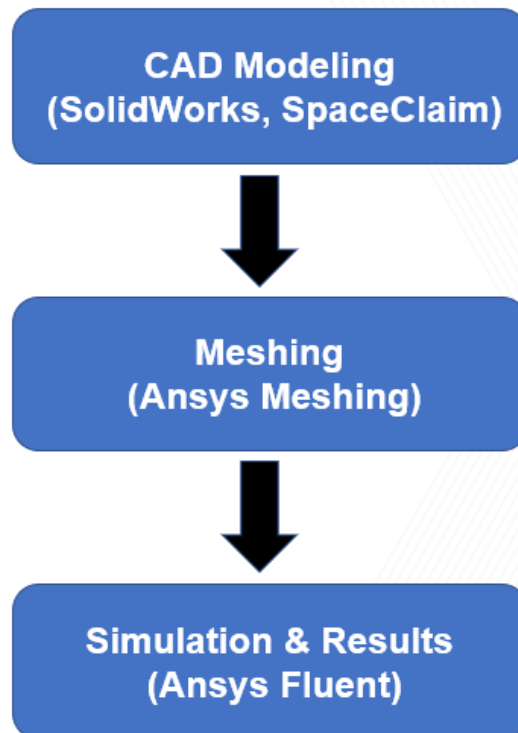 CAD Modeling
(SolidWorks, SpaceClaim)
Meshing
(Ansys Meshing)
Simulation & Results
(Ansys Fluent)